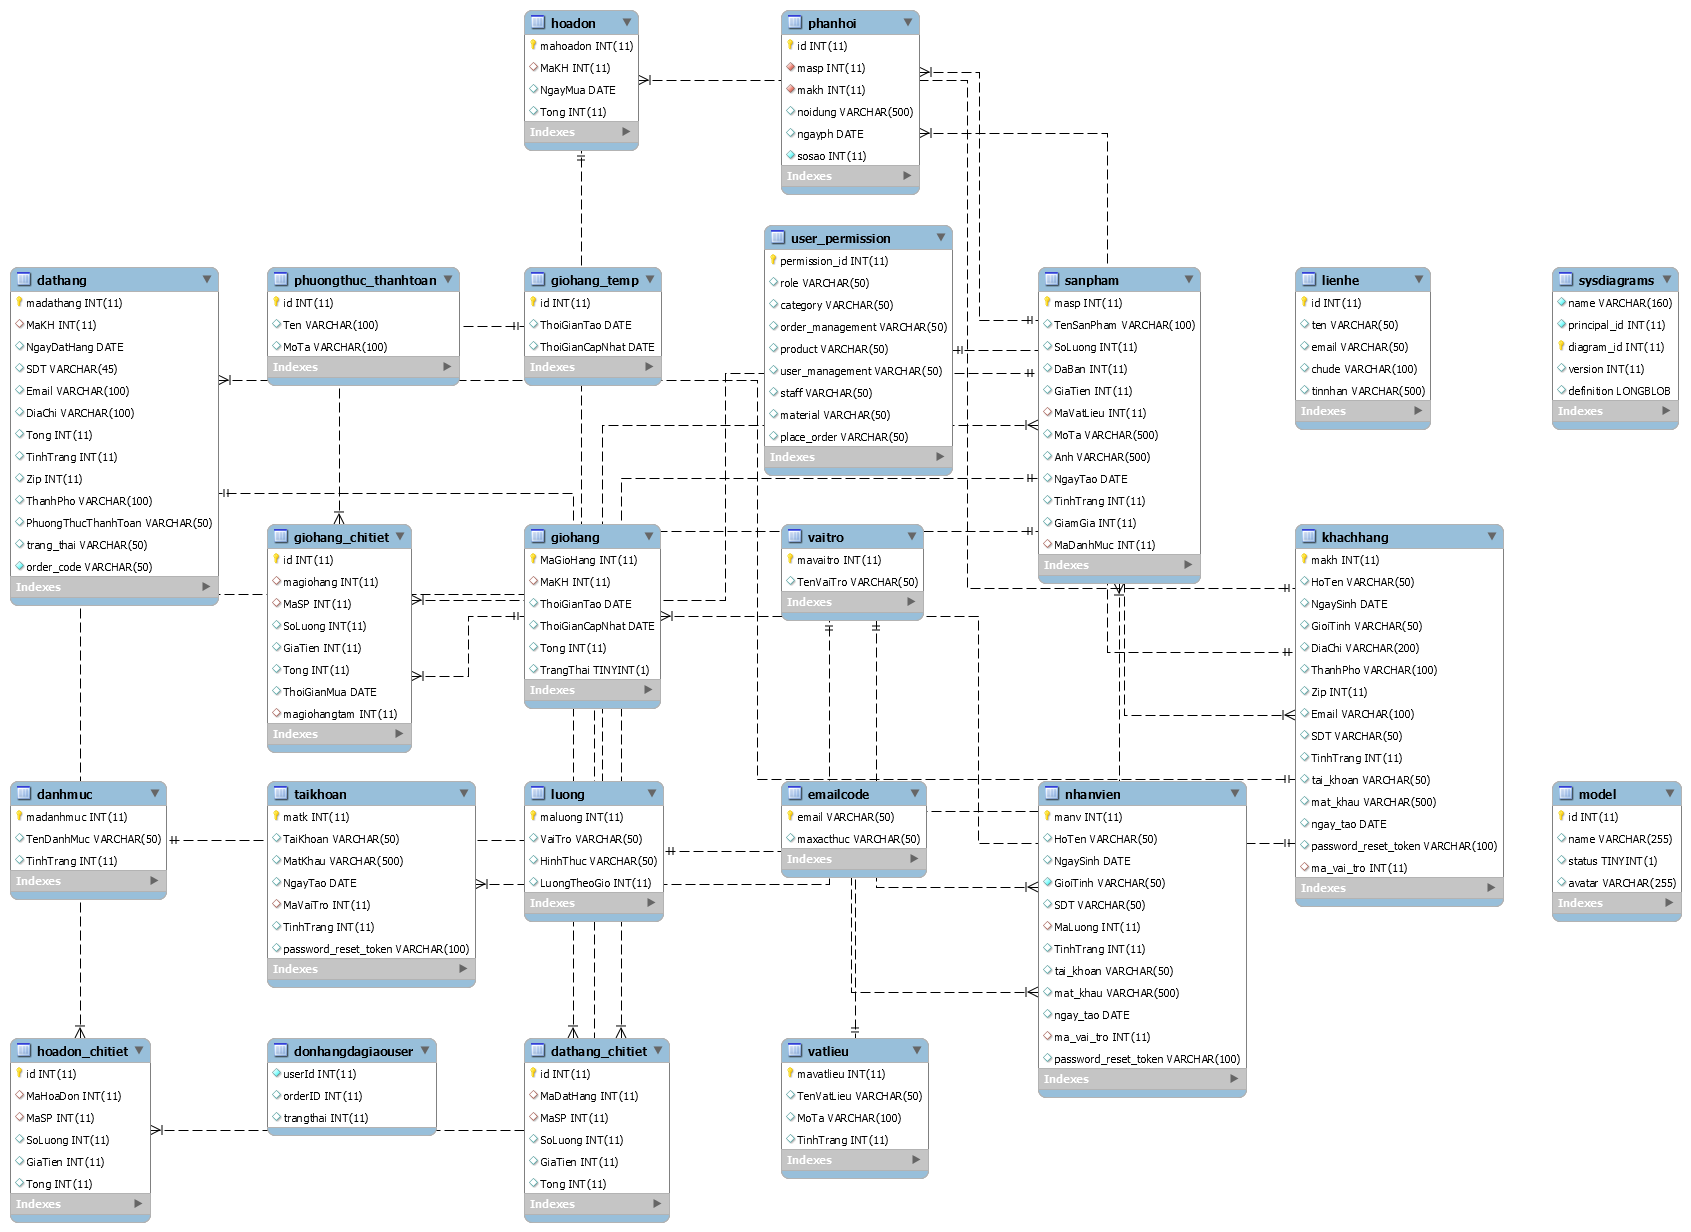 hoadon
mahoadon INT(11)
MaKH INT(11)
NgayMua DATE
Tong INT(11)
Indexes
phanhoi
id INT(11)
masp INT(11)
makh INT(11)
noidung VARCHAR(500)
ngayph DATE
sosao INT(11)
Indexes
user_permission
permission_id INT(11)
role VARCHAR(50)
category VARCHAR(50)
order_management VARCHAR(50)
product VARCHAR(50)
user_management VARCHAR(50)
staff VARCHAR(50)
material VARCHAR(50)
place_order VARCHAR(50)
Indexes
dathang
madathang INT(11)
MaKH INT(11)
NgayDatHang DATE
SDT VARCHAR(45)
Email VARCHAR(100)
DiaChi VARCHAR(100)
Tong INT(11)
TinhTrang INT(11)
Zip INT(11)
ThanhPho VARCHAR(100)
PhuongThucThanhToan VARCHAR(50)
trang_thai VARCHAR(50)
order_code VARCHAR(50)
Indexes
phuongthuc_thanhtoan
id INT(11)
Ten VARCHAR(100)
MoTa VARCHAR(100)
Indexes
giohang_temp
id INT(11)
ThoiGianTao DATE
ThoiGianCapNhat DATE
Indexes
sanpham
masp INT(11)
TenSanPham VARCHAR(100)
SoLuong INT(11)
DaBan INT(11)
GiaTien INT(11)
MaVatLieu INT(11)
MoTa VARCHAR(500)
Anh VARCHAR(500)
NgayTao DATE
TinhTrang INT(11)
GiamGia INT(11)
MaDanhMuc INT(11)
Indexes
lienhe
id INT(11)
ten VARCHAR(50)
email VARCHAR(50)
chude VARCHAR(100)
tinnhan VARCHAR(500)
Indexes
sysdiagrams
name VARCHAR(160)
principal_id INT(11)
diagram_id INT(11)
version INT(11)
definition LONGBLOB
Indexes
giohang_chitiet
id INT(11)
magiohang INT(11)
MaSP INT(11)
SoLuong INT(11)
GiaTien INT(11)
Tong INT(11)
ThoiGianMua DATE
magiohangtam INT(11)
Indexes
giohang
MaGioHang INT(11)
MaKH INT(11)
ThoiGianTao DATE
ThoiGianCapNhat DATE
Tong INT(11)
TrangThai TINYINT(1)
Indexes
vaitro
mavaitro INT(11)
TenVaiTro VARCHAR(50)
Indexes
khachhang
makh INT(11)
HoTen VARCHAR(50)
NgaySinh DATE
GioiTinh VARCHAR(50)
DiaChi VARCHAR(200)
ThanhPho VARCHAR(100)
Zip INT(11)
Email VARCHAR(100)
SDT VARCHAR(50)
TinhTrang INT(11)
tai_khoan VARCHAR(50)
mat_khau VARCHAR(500)
ngay_tao DATE
password_reset_token VARCHAR(100)
ma_vai_tro INT(11)
Indexes
danhmuc
madanhmuc INT(11)
TenDanhMuc VARCHAR(50)
TinhTrang INT(11)
Indexes
taikhoan
matk INT(11)
TaiKhoan VARCHAR(50)
MatKhau VARCHAR(500)
NgayTao DATE
MaVaiTro INT(11)
TinhTrang INT(11)
password_reset_token VARCHAR(100)
Indexes
luong
maluong INT(11)
VaiTro VARCHAR(50)
HinhThuc VARCHAR(50)
LuongTheoGio INT(11)
Indexes
emailcode
email VARCHAR(50)
maxacthuc VARCHAR(50)
Indexes
nhanvien
manv INT(11)
HoTen VARCHAR(50)
NgaySinh DATE
GioiTinh VARCHAR(50)
SDT VARCHAR(50)
MaLuong INT(11)
TinhTrang INT(11)
tai_khoan VARCHAR(50)
mat_khau VARCHAR(500)
ngay_tao DATE
ma_vai_tro INT(11)
password_reset_token VARCHAR(100)
Indexes
model
id INT(11)
name VARCHAR(255)
status TINYINT(1)
avatar VARCHAR(255)
Indexes
hoadon_chitiet
id INT(11)
MaHoaDon INT(11)
MaSP INT(11)
SoLuong INT(11)
GiaTien INT(11)
Tong INT(11)
Indexes
donhangdagiaouser
userId INT(11)
orderID INT(11)
trangthai INT(11)
dathang_chitiet
id INT(11)
MaDatHang INT(11)
MaSP INT(11)
SoLuong INT(11)
GiaTien INT(11)
Tong INT(11)
Indexes
vatlieu
mavatlieu INT(11)
TenVatLieu VARCHAR(50)
MoTa VARCHAR(100)
TinhTrang INT(11)
Indexes